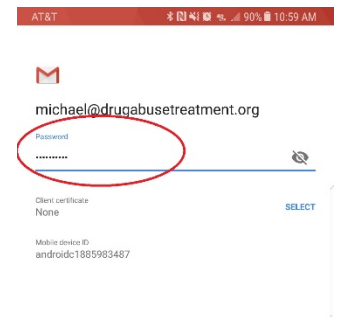 AT&T 90% 10:59 AM
michael@drugabusetreatment.org
Password
..........
Client certificate
None SELECT
Mobile device ID
androidc1885983487